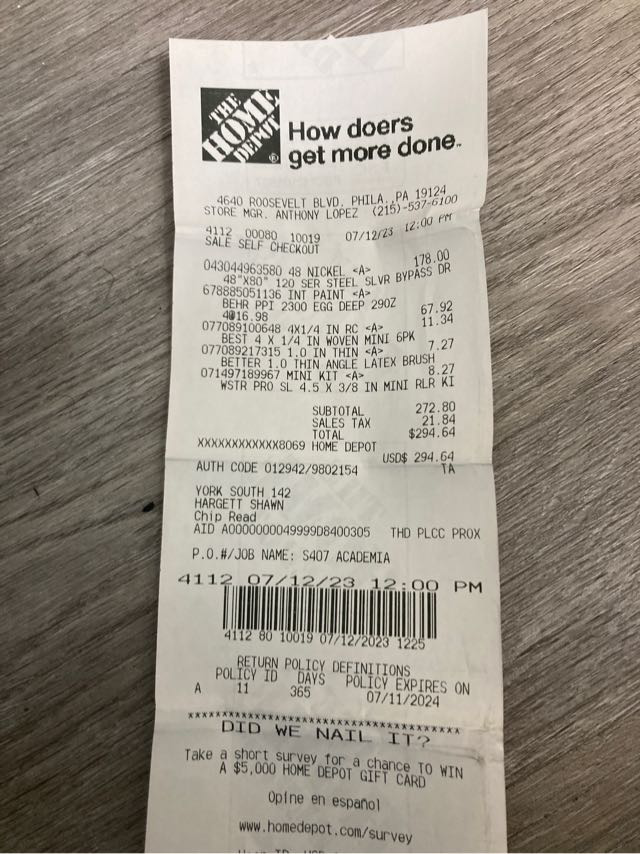 THE
HOME
DEPOT
How doers
get more done.
4640 ROOSEVELT BLVD. PHILA., PA 19124
STORE MGR. ANTHONY LOPEZ (215)-537-6100
4112 00080 10019 07/12/23 12:00 PM
SALE SELF CHECKOUT
043044963580 48 NICKEL <A> 178.00
48"X80" 120 SER STEEL SLVR BYPASS DR
678885051136 INT PAINT <A>
BEHR PPI 2300 EGG DEEP 29OZ
4@16.98 67.92
077089100648 4X1/4 IN RC <A> 11.34
BEST 4 X 1/4 IN WOVEN MINI 6PK
077089217315 1.0 IN THIN <A> 7.27
BETTER 1.0 THIN ANGLE LATEX BRUSH
071497189967 MINI KIT <A> 8.27
WSTR PRO SL 4.5 X 3/8 IN MINI RLR KI
SUBTOTAL 272.80
SALES TAX 21.84
TOTAL $294.64
XXXXXXXXXXXX8069 HOME DEPOT
USD$ 294.64
AUTH CODE 012942/9802154 TA
YORK SOUTH 142
HARGETT SHAWN
Chip Read
AID A0000000049999D8400305 THD PLCC PROX
P.O.#/JOB NAME: S407 ACADEMIA
4112 07/12/23 12:00 PM
4112 80 10019 07/12/2023 1225
RETURN POLICY DEFINITIONS
POLICY ID DAYS POLICY EXPIRES ON
A 11 365 07/11/2024
DID WE NAIL IT?
Take a short survey for a chance TO WIN
A $5,000 HOME DEPOT GIFT CARD
Opine en español
www.homedepot.com/survey